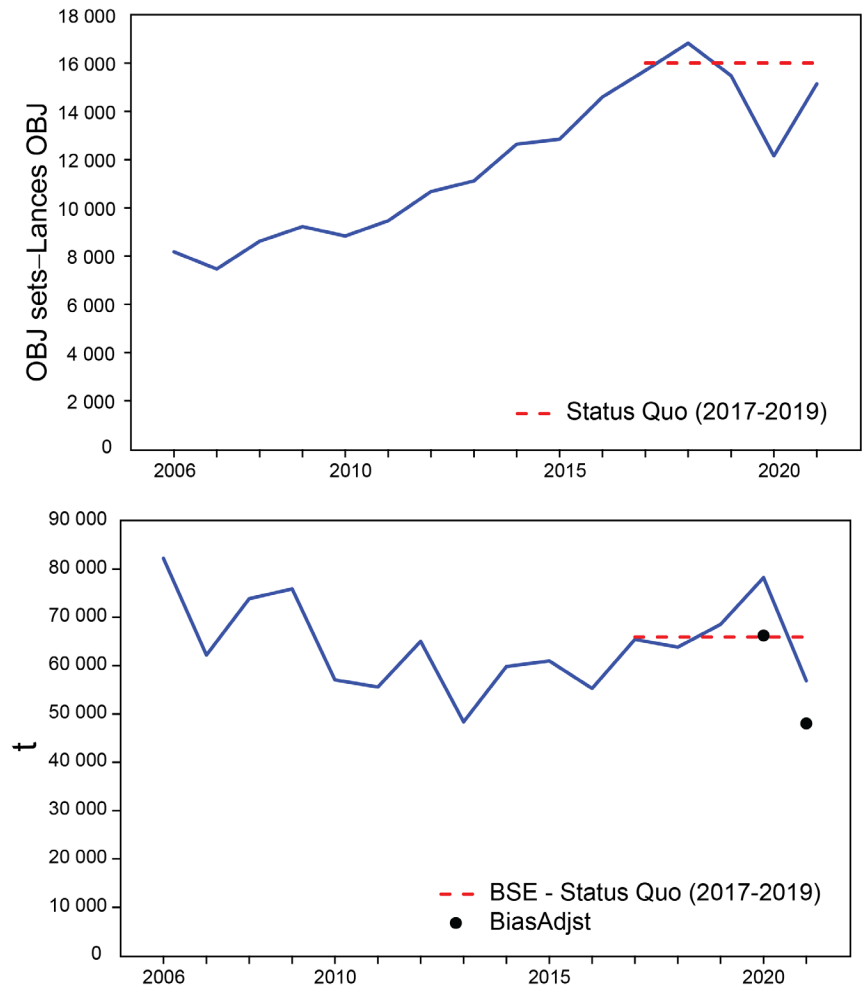 18 000
16 000
14 000
12 000
10 000
8 000
6 000
4 000
2 000
0
OBJ sets–Lances OBJ
Status Quo (2017-2019)
2006 2010 2015 2020
90 000
80 000
70 000
60 000
50 000
40 000
30 000
20 000
10 000
0
t
BSE - Status Quo (2017-2019)
BiasAdjst
2006 2010 2015 2020